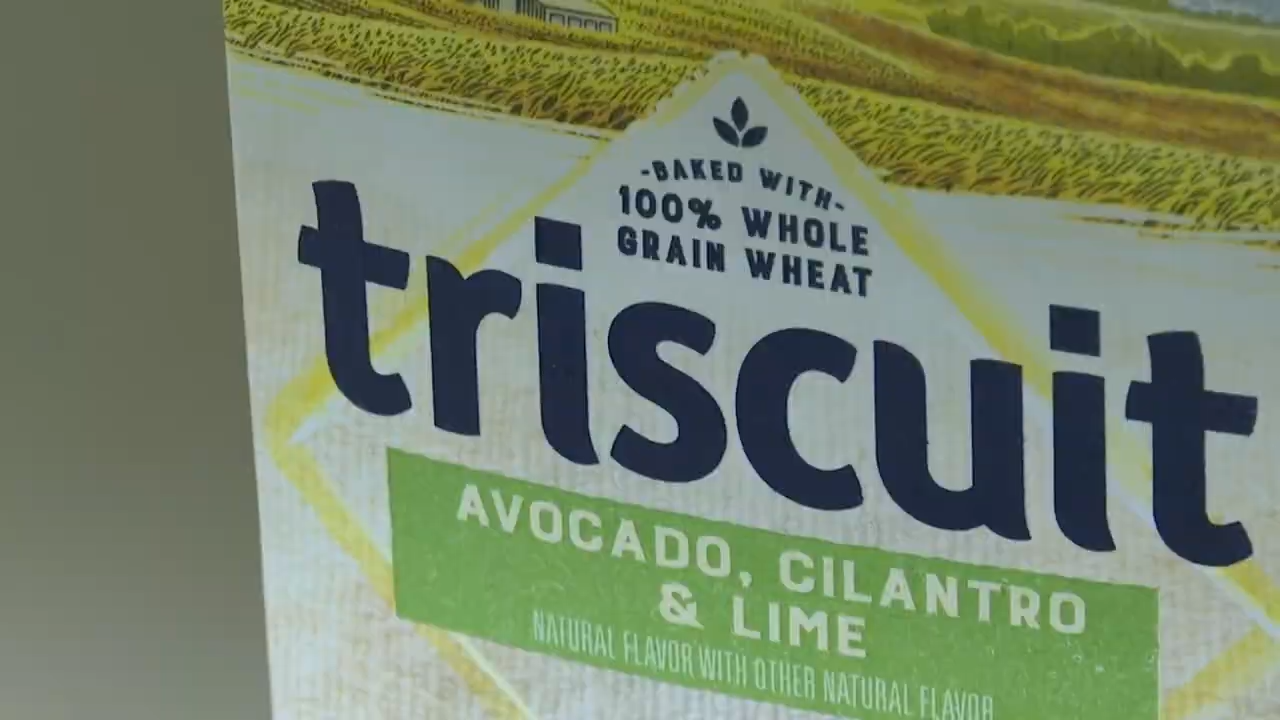 -BAKED WITH-
100% WHOLE
GRAIN WHEAT
triscuit
AVOCADO, CILANTRO
& LIME
NATURAL FLAVOR WITH OTHER NATURAL FLAVOR